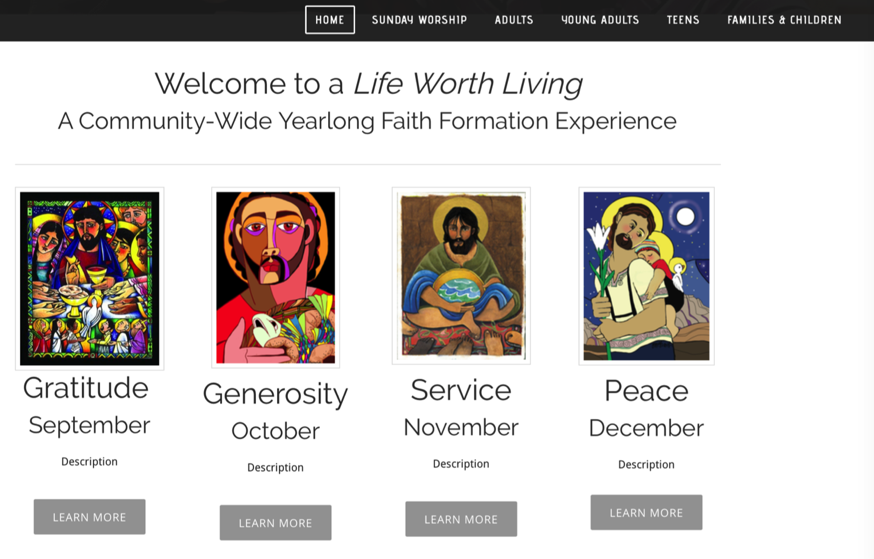 HOME SUNDAY WORSHIP ADULTS YOUNG ADULTS TEENS FAMILIES & CHILDREN
Welcome to a Life Worth Living
A Community-Wide Yearlong Faith Formation Experience
Gratitude
September
Description
LEARN MORE
Generosity
October
Description
LEARN MORE
Service
November
Description
LEARN MORE
Peace
December
Description
LEARN MORE